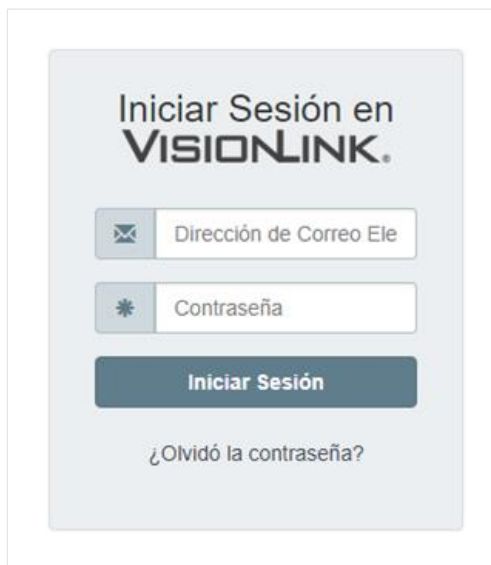 Iniciar Sesión en
VISIONLINK®
Dirección de Correo Ele
Contraseña
Iniciar Sesión
¿Olvidó la contraseña?